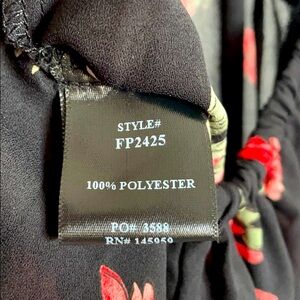 STYLE#
FP2425
100% POLYESTER
PO# 3588
RN# 145959